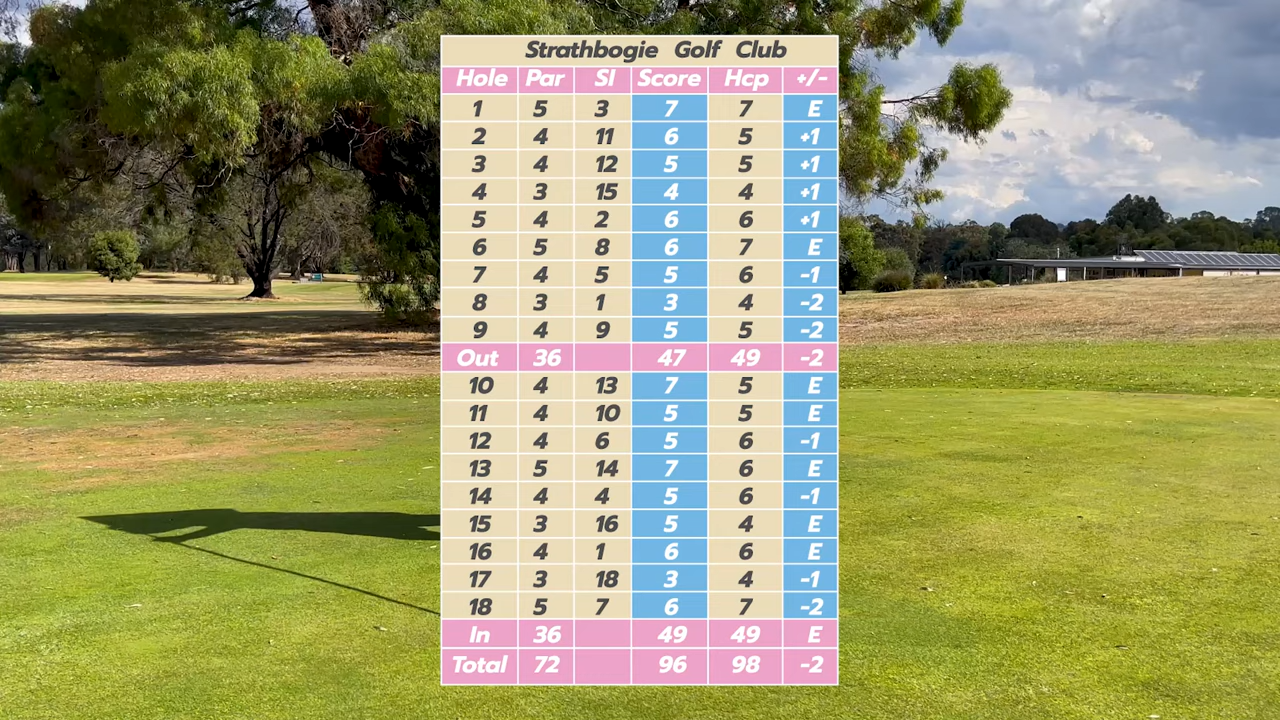 Strathbogie Golf Club
Hole Par Sl Score Hcp +/-
1 5 3 7 7 E
2 4 11 6 5 +1
3 4 12 5 5 +1
4 3 15 4 4 +1
5 4 2 6 6 +1
6 5 8 6 7 E
7 4 5 5 6 -1
8 3 1 3 4 -2
9 4 9 5 5 -2
Out 36 47 49 -2
10 4 13 7 5 E
11 4 10 5 5 E
12 4 6 5 6 -1
13 5 14 7 6 E
14 4 4 5 6 -1
15 3 16 5 4 E
16 4 1 6 6 E
17 3 18 3 4 -1
18 5 7 6 7 -2
In 36 49 49 E
Total 72 96 98 -2